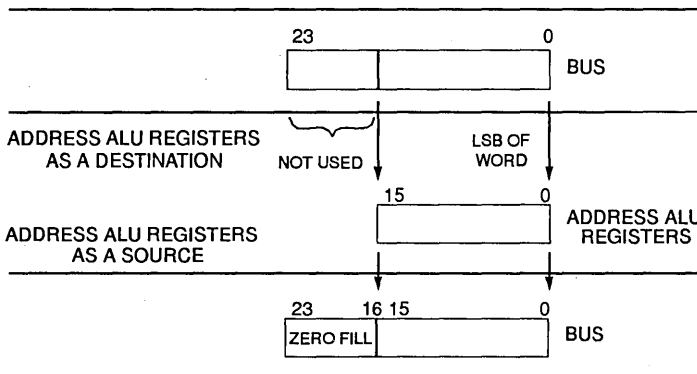 23 0
BUS
ADDRESS ALU REGISTERS
AS A DESTINATION
NOT USED
LSB OF
WORD
15 0
ADDRESS ALU
REGISTERS
ADDRESS ALU REGISTERS
AS A SOURCE
23 16 15 0
ZERO FILL
BUS